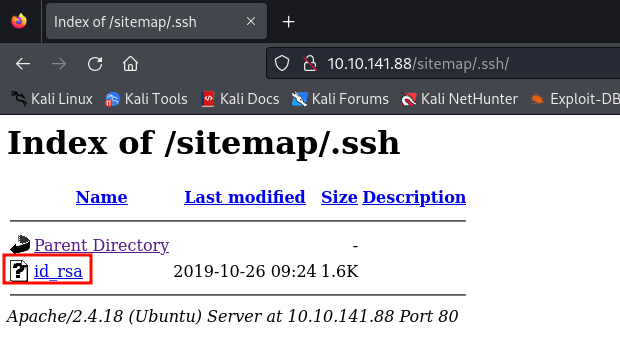 Index of /sitemap/.ssh
10.10.141.88/sitemap/.ssh/
Kali Linux Kali Tools Kali Docs Kali Forums Kali NetHunter Exploit-DB
Index of /sitemap/.ssh
Name Last modified Size Description
Parent Directory -
? id_rsa 2019-10-26 09:24 1.6K
Apache/2.4.18 (Ubuntu) Server at 10.10.141.88 Port 80